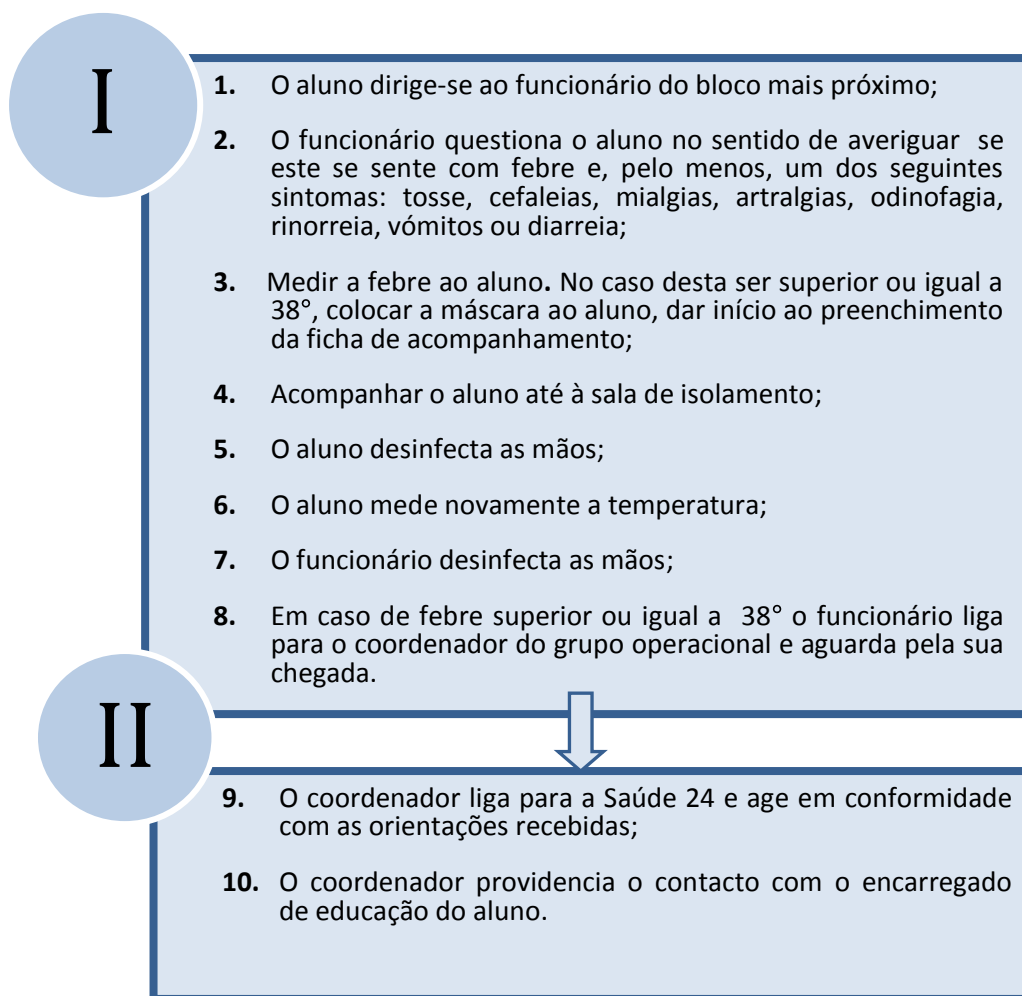 I
1. O aluno dirige-se ao funcionário do bloco mais próximo;
2. O funcionário questiona o aluno no sentido de averiguar se
este se sente com febre e, pelo menos, um dos seguintes
sintomas: tosse, cefaleias, mialgias, artralgias, odinofagia,
rinorreia, vómitos ou diarreia;
3. Medir a febre ao aluno. No caso desta ser superior ou igual a
38°, colocar a máscara ao aluno, dar início ao preenchimento
da ficha de acompanhamento;
4. Acompanhar o aluno até à sala de isolamento;
5. O aluno desinfecta as mãos;
6. O aluno mede novamente a temperatura;
7. O funcionário desinfecta as mãos;
8. Em caso de febre superior ou igual a 38° o funcionário liga
para o coordenador do grupo operacional e aguarda pela sua
chegada.
II
9. O coordenador liga para a Saúde 24 e age em conformidade
com as orientações recebidas;
10. O coordenador providencia o contacto com o encarregado
de educação do aluno.